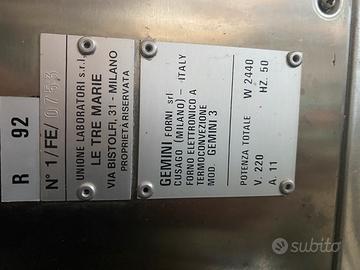 R 92
N° 1/FE/0753
UNIONE LABORATORI s.r.l.
LE TRE MARIE
VIA BISTOLFI, 31 - MILANO
PROPRIETÀ RISERVATA
GEMINI FORNI srl
CUSAGO (MILANO) - ITALY
FORNO ELETTRONICO A
TERMOCONVEZIONE
MOD. GEMINI 3
POTENZA TOTALE W 2440
V. 220 HZ. 50
A. 11
subito